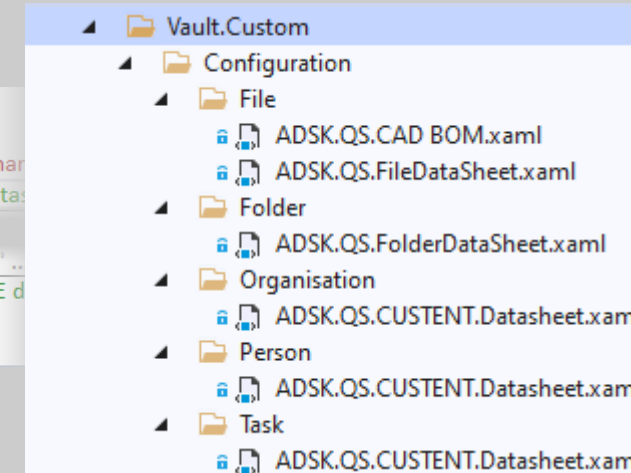 Vault.Custom
Configuration
File
ADSK.QS.CAD BOM.xaml
ADSK.QS.FileDataSheet.xaml
Folder
ADSK.QS.FolderDataSheet.xaml
Organisation
ADSK.QS.CUSTENT.Datasheet.xam
Person
ADSK.QS.CUSTENT.Datasheet.xam
Task
ADSK.QS.CUSTENT.Datasheet.xam